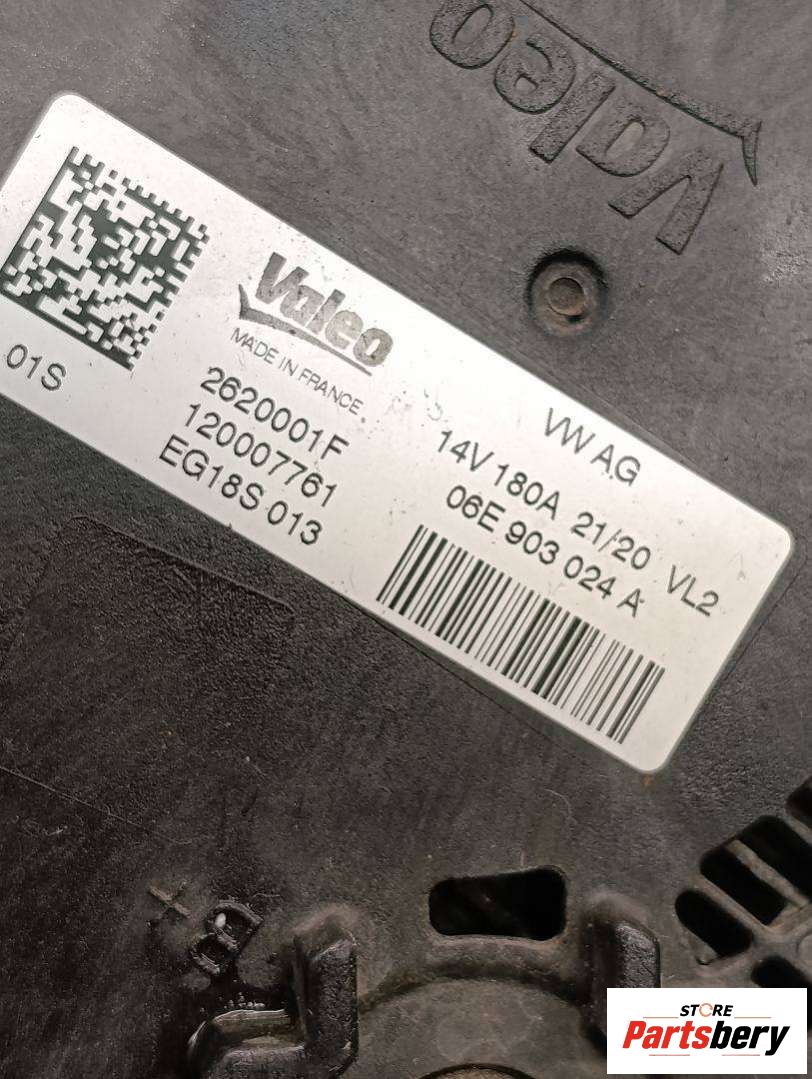 Valeo
Valeo
MADE IN FRANCE
2620001F
120007761
EG18S 013
01S
VW AG
14V 180A 21/20 VL2
06E 903 024 A
B+
STORE
Partsbery